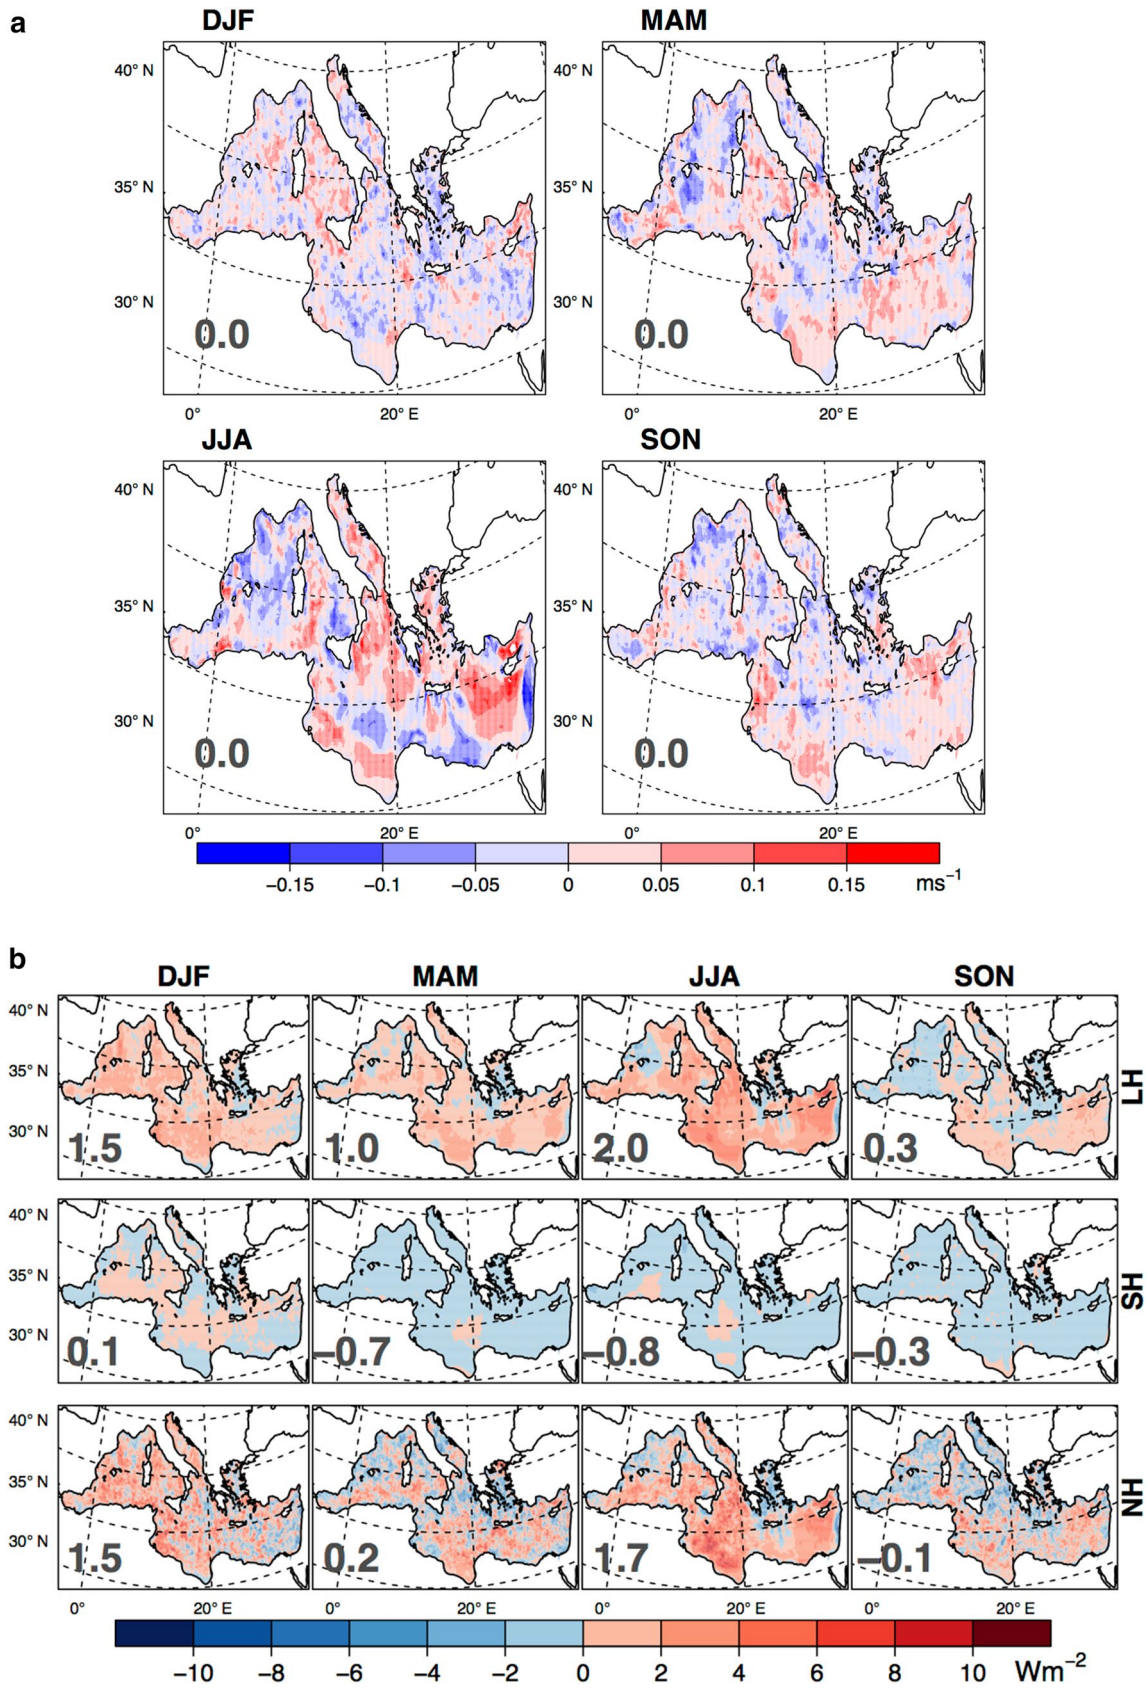 a
DJF MAM
40° N 40° N
35° N 35° N
30° N 30° N
0.0 0.0
0° 20° E 0° 20° E
JJA SON
40° N 40° N
35° N 35° N
30° N 30° N
0.0 0.0
0° 20° E 0° 20° E
−0.15 −0.1 −0.05 0 0.05 0.1 0.15 ms⁻¹
b
DJF MAM JJA SON
40° N
35° N
30° N
LH
1.5 1.0 2.0 0.3
40° N
35° N
30° N
SH
0.1 −0.7 −0.8 −0.3
40° N
35° N
30° N
NH
1.5 0.2 1.7 −0.1
0° 20° E 0° 20° E 0° 20° E 0° 20° E
−10 −8 −6 −4 −2 0 2 4 6 8 10 Wm⁻²